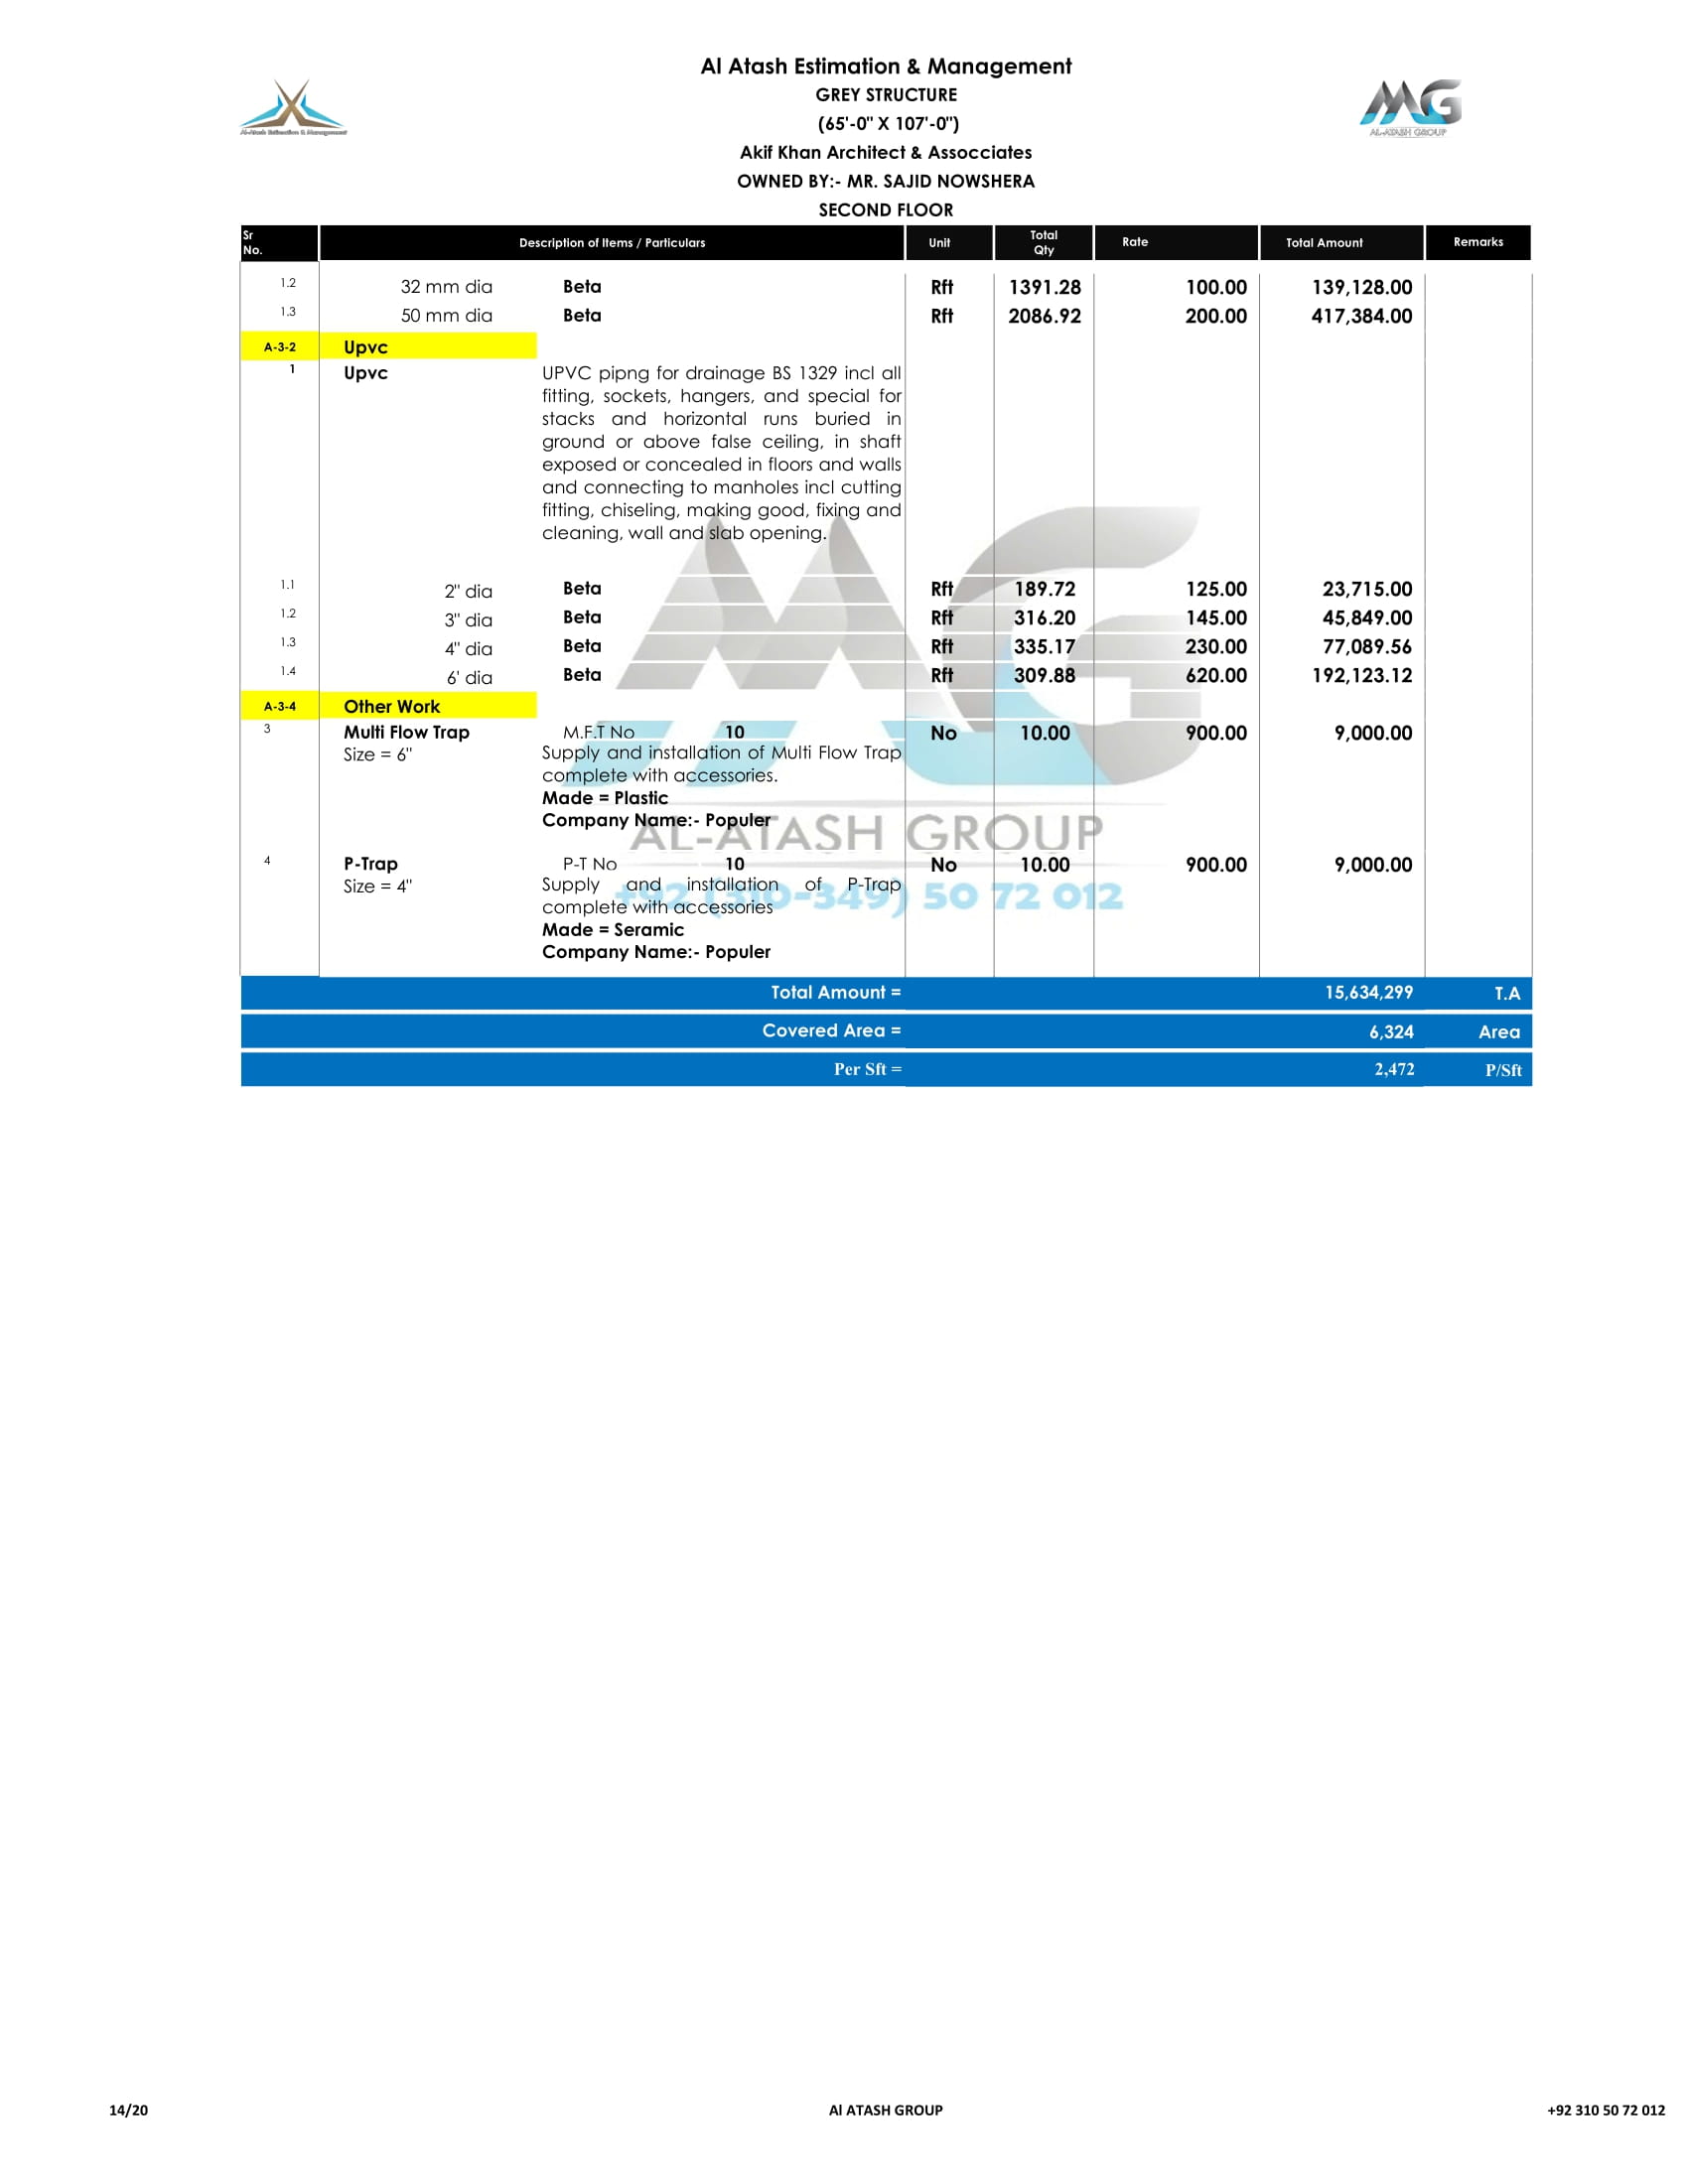 Al Atash Estimation & Management
GREY STRUCTURE
(65'-0" X 107'-0")
Akif Khan Architect & Assocciates
OWNED BY:- MR. SAJID NOWSHERA
SECOND FLOOR
Al-Atash Estimation & Management
MG
AL-ATASH GROUP
Sr No. Description of Items / Particulars Unit Total Qty Rate Total Amount Remarks
1.2 32 mm dia Beta Rft 1391.28 100.00 139,128.00
1.3 50 mm dia Beta Rft 2086.92 200.00 417,384.00
A-3-2 Upvc
1 Upvc UPVC pipng for drainage BS 1329 incl all
fitting, sockets, hangers, and special for
stacks and horizontal runs buried in
ground or above false ceiling, in shaft
exposed or concealed in floors and walls
and connecting to manholes incl cutting
fitting, chiseling, making good, fixing and
cleaning, wall and slab opening.
1.1 2" dia Beta Rft 189.72 125.00 23,715.00
1.2 3" dia Beta Rft 316.20 145.00 45,849.00
1.3 4" dia Beta Rft 335.17 230.00 77,089.56
1.4 6' dia Beta Rft 309.88 620.00 192,123.12
A-3-4 Other Work
3 Multi Flow Trap M.F.T No 10 No 10.00 900.00 9,000.00
Size = 6" Supply and installation of Multi Flow Trap
complete with accessories.
Made = Plastic
Company Name:- Populer
AL-ATASH GROUP
4 P-Trap P-T No 10 No 10.00 900.00 9,000.00
Size = 4" Supply and installation of P-Trap
complete with accessories
+92 (310-349) 50 72 012
Made = Seramic
Company Name:- Populer
Total Amount = 15,634,299 T.A
Covered Area = 6,324 Area
Per Sft = 2,472 P/Sft
14/20 Al ATASH GROUP +92 310 50 72 012